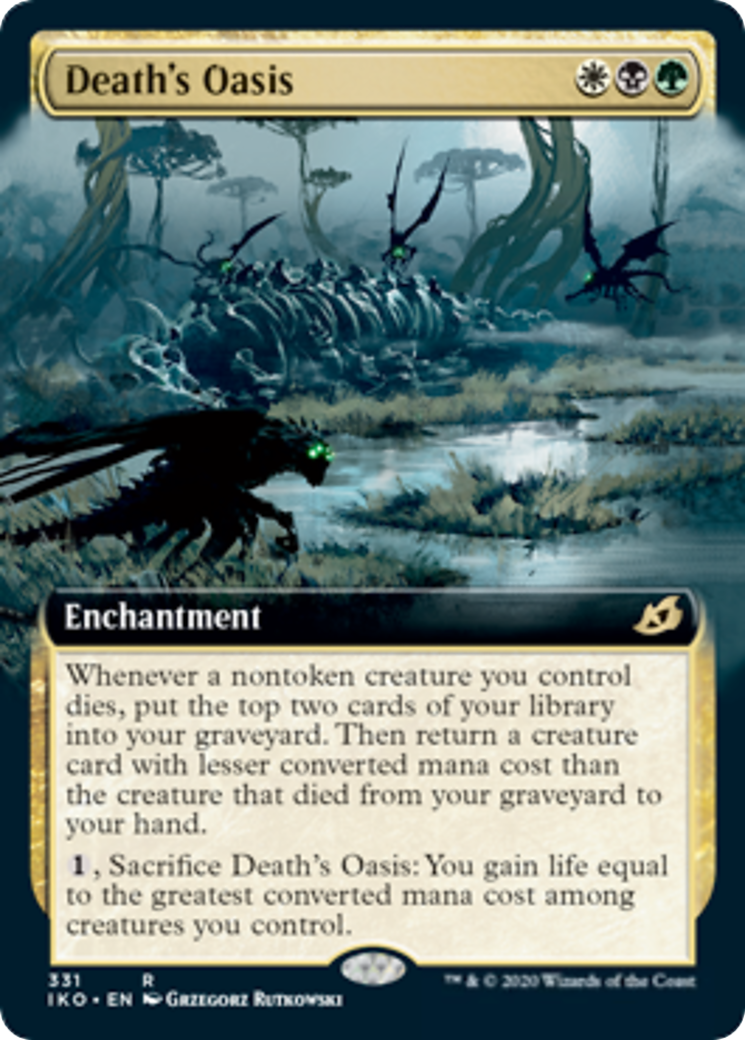 Death's Oasis
Enchantment
Whenever a nontoken creature you control
dies, put the top two cards of your library
into your graveyard. Then return a creature
card with lesser converted mana cost than
the creature that died from your graveyard to
your hand.
1, Sacrifice Death's Oasis: You gain life equal
to the greatest converted mana cost among
creatures you control.
331 R
IKO • EN Grzegorz Rutkowski
™ & © 2020 Wizards of the Coast